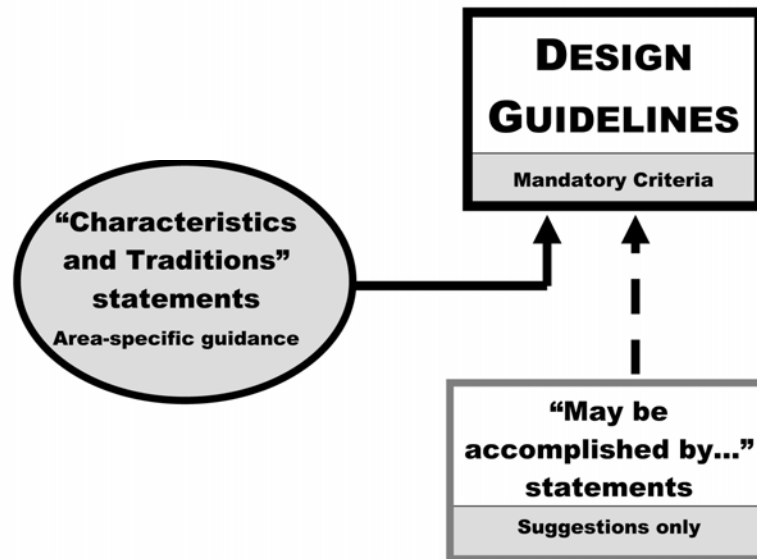 DESIGN
GUIDELINES
Mandatory Criteria
“Characteristics
and Traditions”
statements
Area-specific guidance
“May be
accomplished by...”
statements
Suggestions only